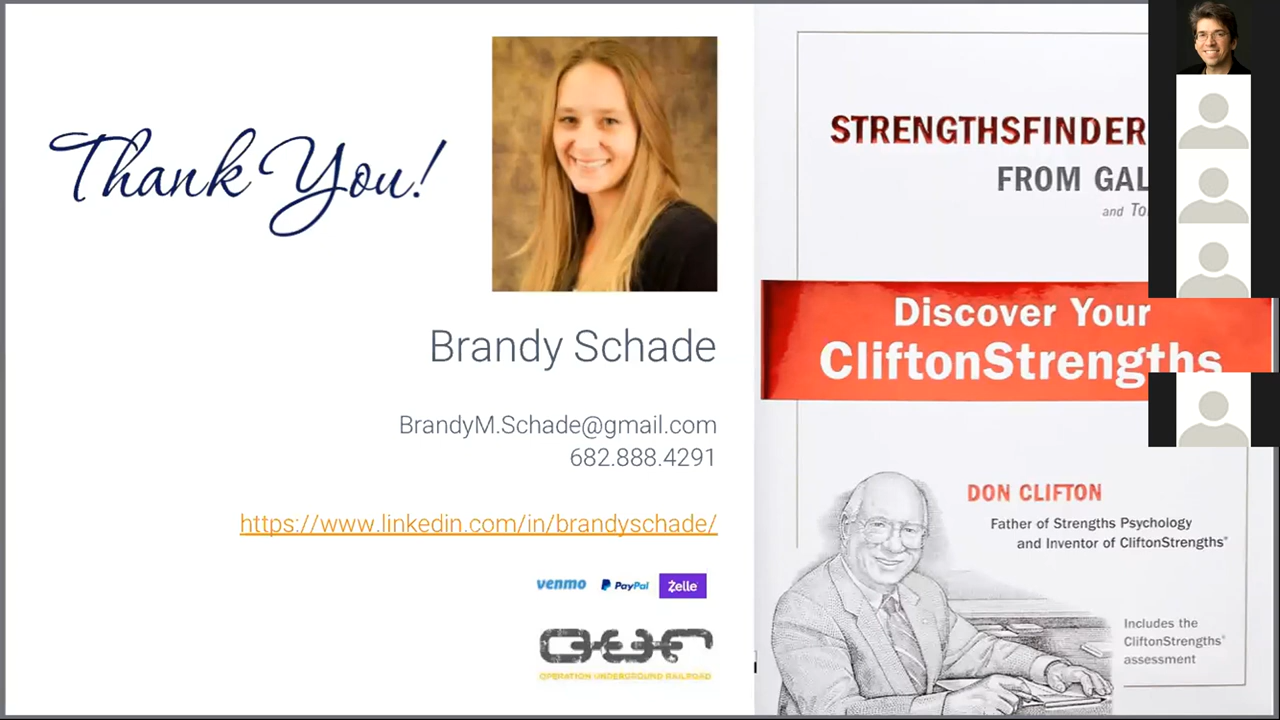 Thank You!
Brandy Schade
BrandyM.Schade@gmail.com
682.888.4291
https://www.linkedin.com/in/brandyschade/
venmo PayPal Zelle
OUR
OPERATION UNDERGROUND RAILROAD
STRENGTHSFINDER
FROM GAL
and To
Discover Your
CliftonStrengths
DON CLIFTON
Father of Strengths Psychology
and Inventor of CliftonStrengths®
Includes the
CliftonStrengths®
assessment